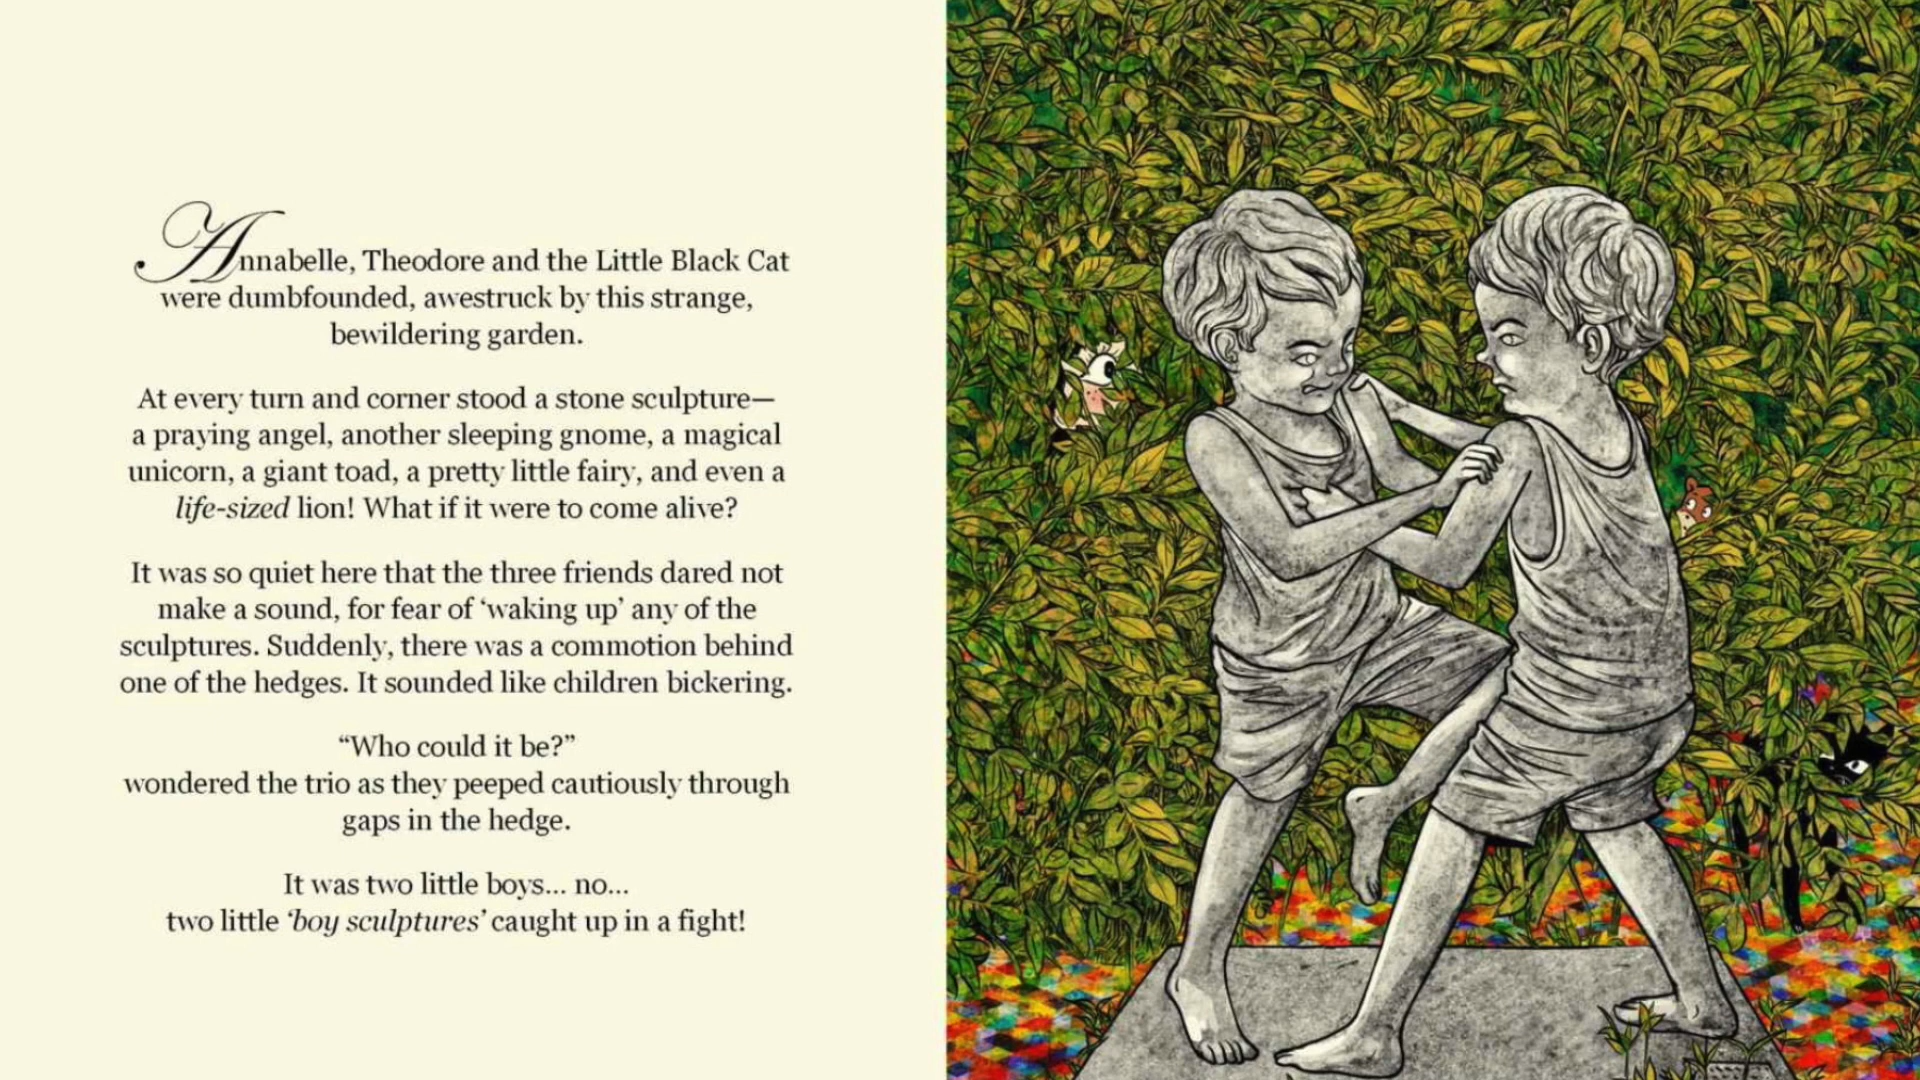 Annabelle, Theodore and the Little Black Cat
were dumbfounded, awestruck by this strange,
bewildering garden.
At every turn and corner stood a stone sculpture—
a praying angel, another sleeping gnome, a magical
unicorn, a giant toad, a pretty little fairy, and even a
life-sized lion! What if it were to come alive?
It was so quiet here that the three friends dared not
make a sound, for fear of ‘waking up’ any of the
sculptures. Suddenly, there was a commotion behind
one of the hedges. It sounded like children bickering.
“Who could it be?”
wondered the trio as they peeped cautiously through
gaps in the hedge.
It was two little boys... no...
two little ‘boy sculptures’ caught up in a fight!